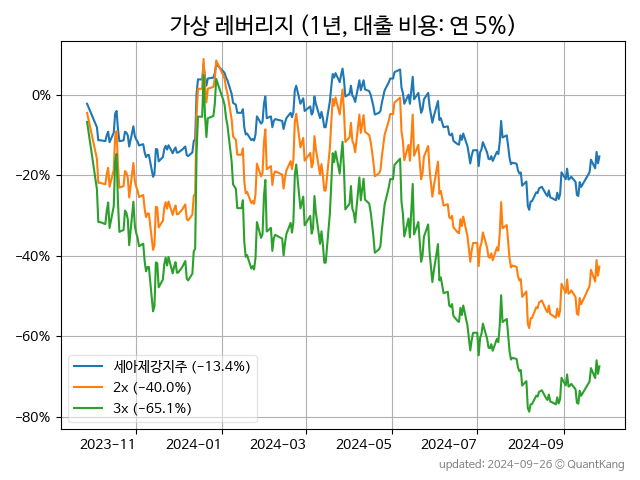 가상 레버리지 (1년, 대출 비용: 연 5%)
0%
−20%
−40%
−60%
−80%
세아제강지주 (−13.4%)
2x (−40.0%)
3x (−65.1%)
2023−11 2024−01 2024−03 2024−05 2024−07 2024−09
updated: 2024−09−26 © QuantKang